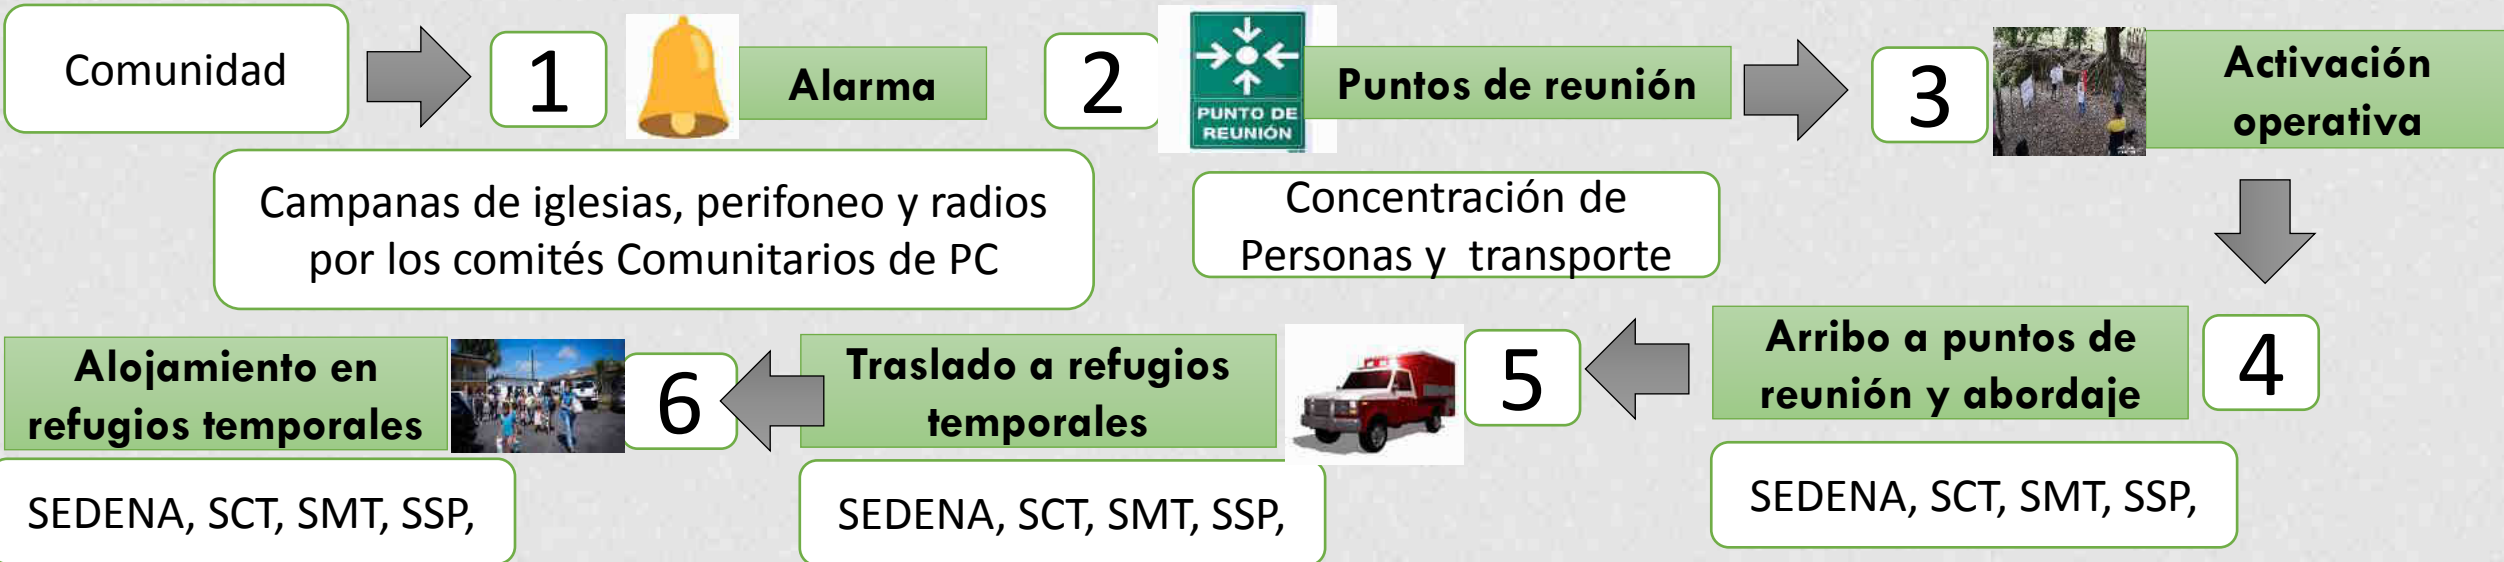 Comunidad
1
Alarma
2
PUNTO DE
REUNIÓN
Puntos de reunión
3
Activación
operativa
Campanas de iglesias, perifoneo y radios
por los comités Comunitarios de PC
Concentración de
Personas y transporte
Alojamiento en
refugios temporales
6
Traslado a refugios
temporales
5
Arribo a puntos de
reunión y abordaje
4
SEDENA, SCT, SMT, SSP,
SEDENA, SCT, SMT, SSP,
SEDENA, SCT, SMT, SSP,